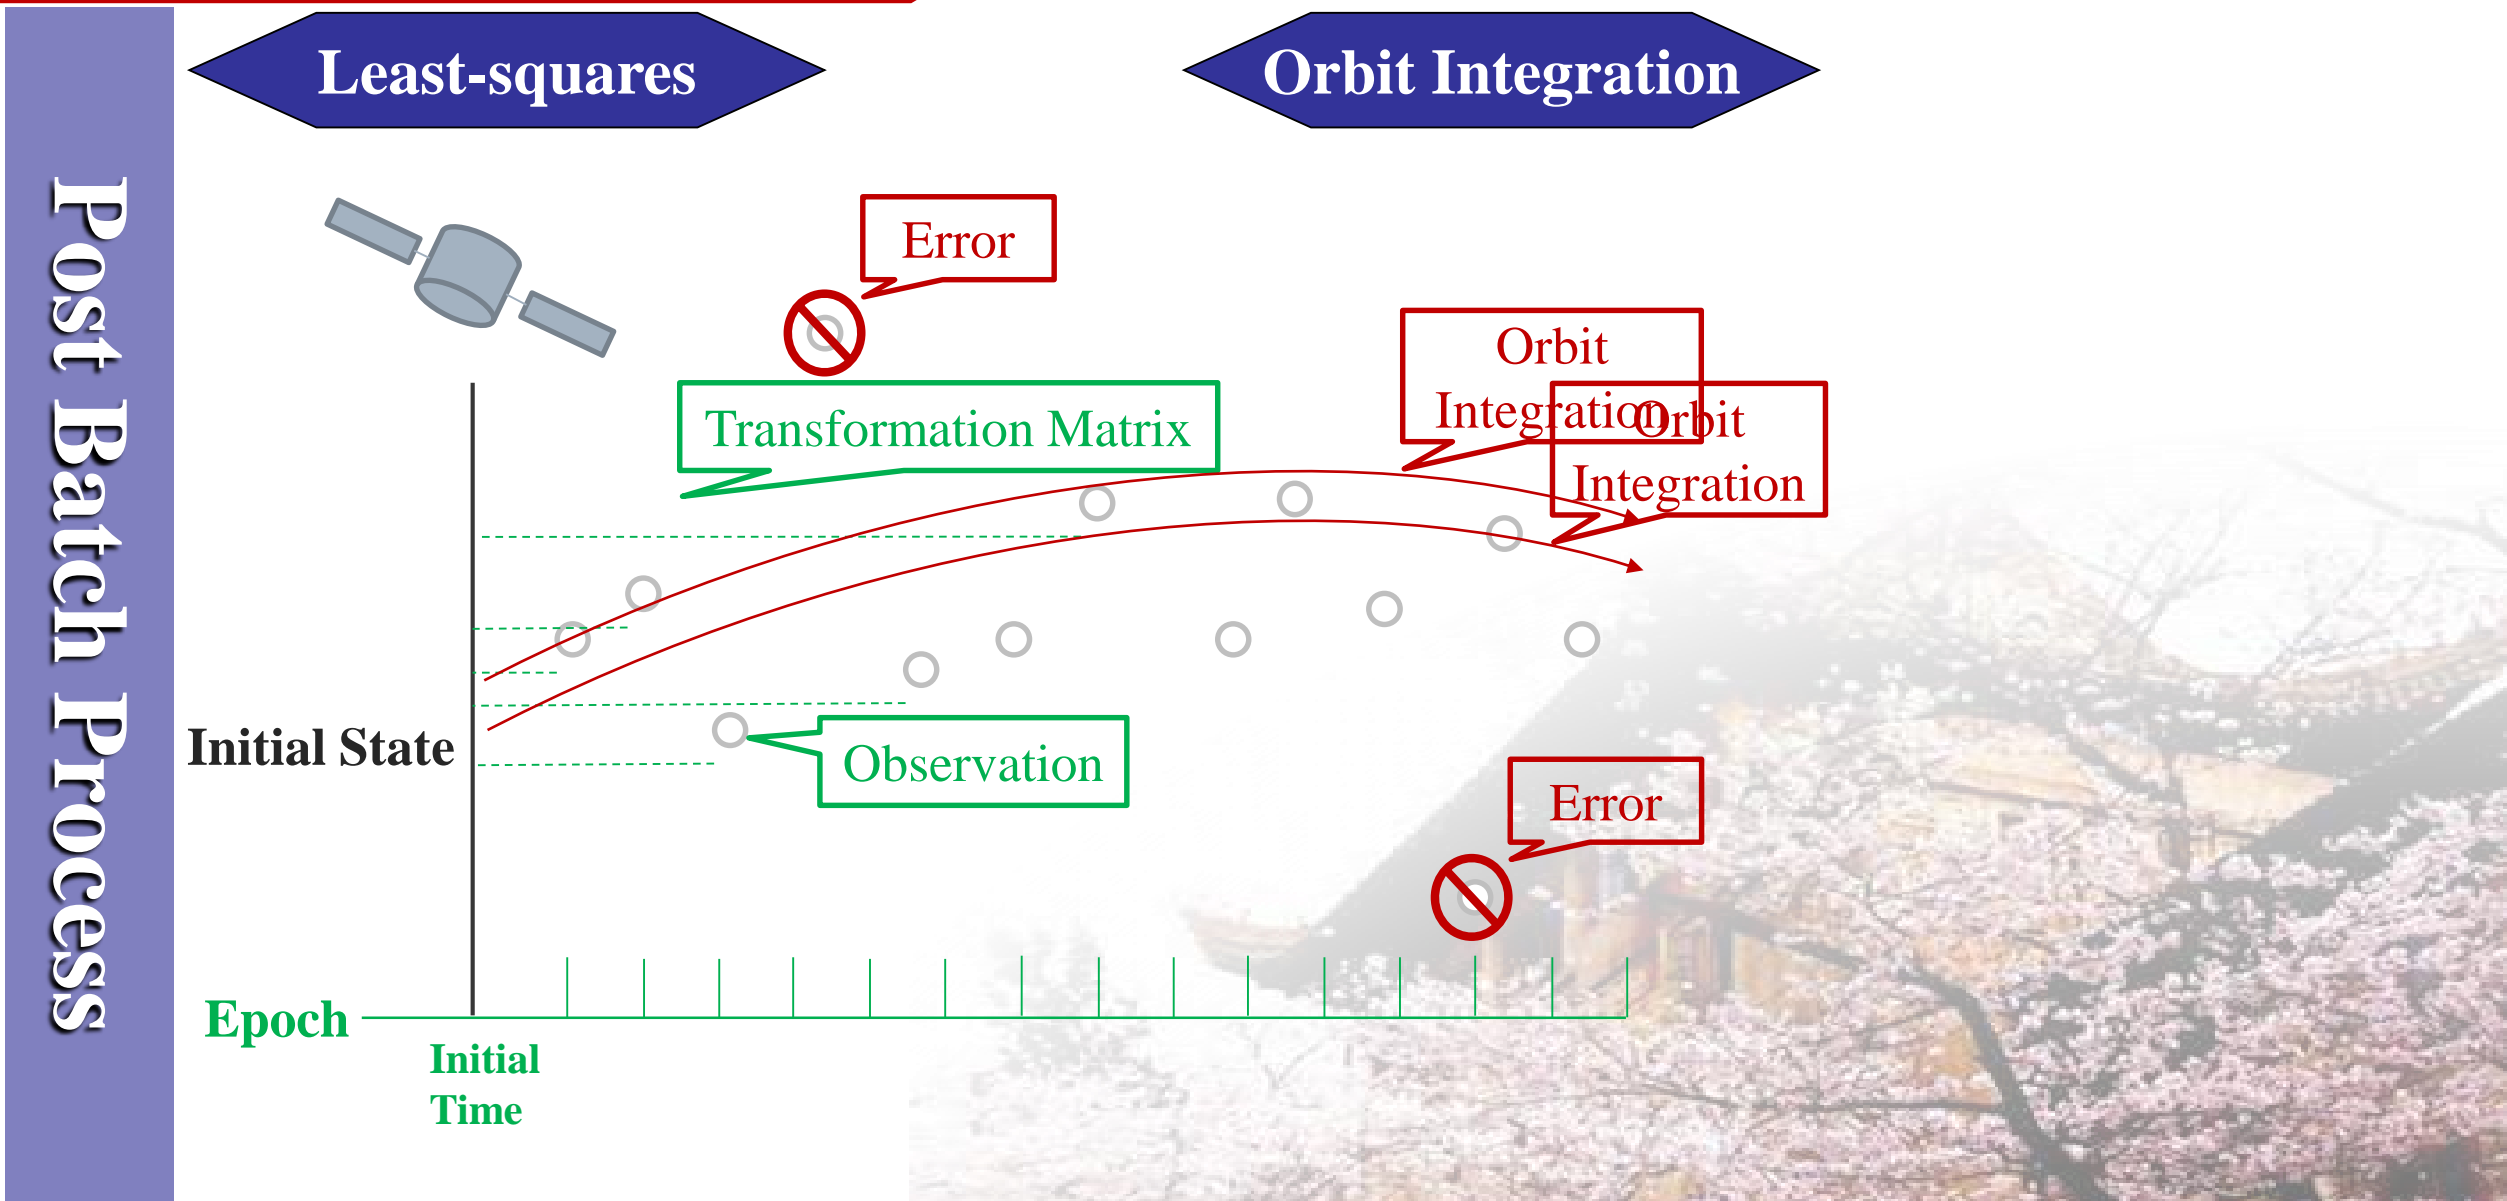 Post Batch Process
Least-squares
Orbit Integration
Error
Orbit
Integration
Orbit
Integration
Transformation Matrix
Initial State
Observation
Error
Epoch
Initial
Time